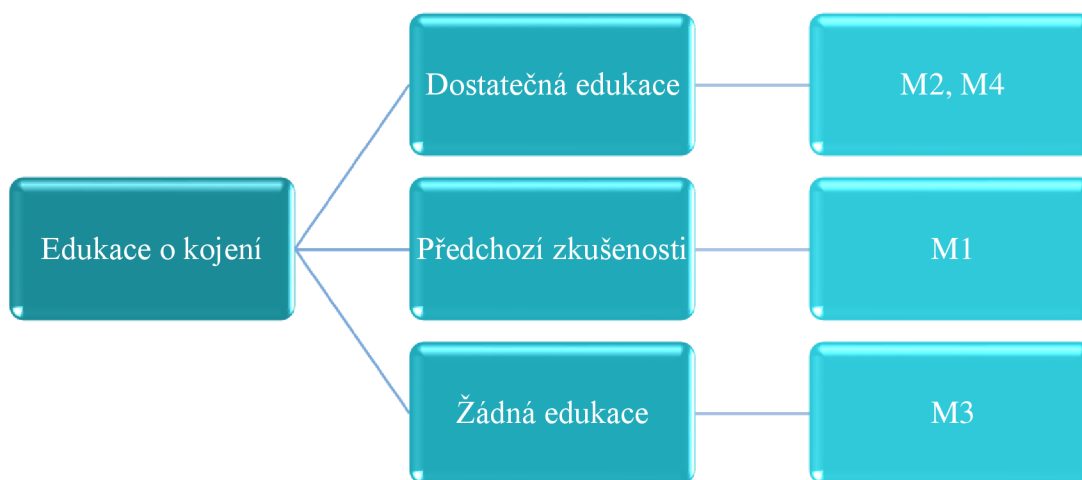 Edukace o kojení
Dostatečná edukace
M2, M4
Předchozí zkušenosti
M1
Žádná edukace
M3